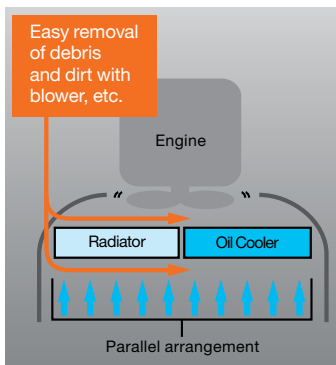 Easy removal
of debris
and dirt with
blower, etc.
Engine
Radiator
Oil Cooler
Parallel arrangement